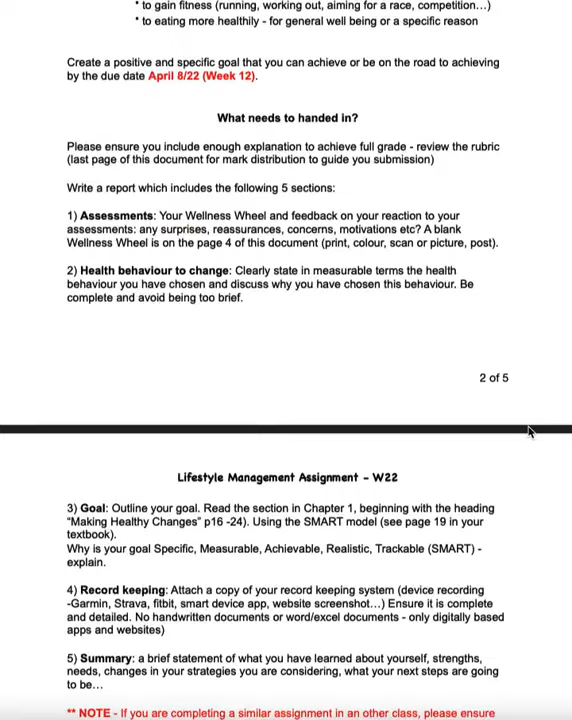 * to gain fitness (running, working out, aiming for a race, competition…)
* to eating more healthily - for general well being or a specific reason
Create a positive and specific goal that you can achieve or be on the road to achieving
by the due date April 8/22 (Week 12).
What needs to handed in?
Please ensure you include enough explanation to achieve full grade - review the rubric
(last page of this document for mark distribution to guide you submission)
Write a report which includes the following 5 sections:
1) Assessments: Your Wellness Wheel and feedback on your reaction to your
assessments: any surprises, reassurances, concerns, motivations etc? A blank
Wellness Wheel is on the page 4 of this document (print, colour, scan or picture, post).
2) Health behaviour to change: Clearly state in measurable terms the health
behaviour you have chosen and discuss why you have chosen this behaviour. Be
complete and avoid being too brief.
2 of 5
Lifestyle Management Assignment - W22
3) Goal: Outline your goal. Read the section in Chapter 1, beginning with the heading
“Making Healthy Changes” p16 -24). Using the SMART model (see page 19 in your
textbook).
Why is your goal Specific, Measurable, Achievable, Realistic, Trackable (SMART) -
explain.
4) Record keeping: Attach a copy of your record keeping system (device recording
-Garmin, Strava, fitbit, smart device app, website screenshot…) Ensure it is complete
and detailed. No handwritten documents or word/excel documents - only digitally based
apps and websites)
5) Summary: a brief statement of what you have learned about yourself, strengths,
needs, changes in your strategies you are considering, what your next steps are going
to be…
** NOTE - If you are completing a similar assignment in an other class, please ensure